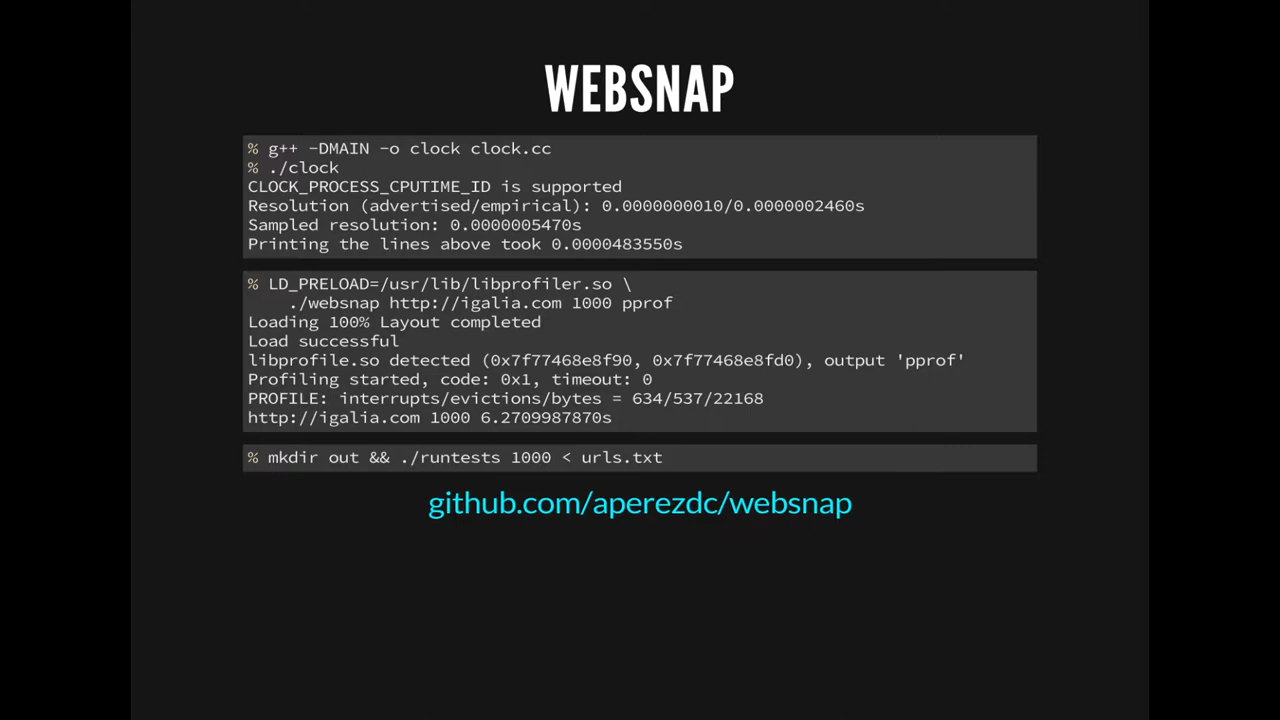 WEBSNAP
% g++ -DMAIN -o clock clock.cc
% ./clock
CLOCK_PROCESS_CPUTIME_ID is supported
Resolution (advertised/empirical): 0.0000000010/0.0000002460s
Sampled resolution: 0.0000005470s
Printing the lines above took 0.0000483550s
% LD_PRELOAD=/usr/lib/libprofiler.so \
./websnap http://igalia.com 1000 pprof
Loading 100% Layout completed
Load successful
libprofile.so detected (0x7f77468e8f90, 0x7f77468e8fd0), output 'pprof'
Profiling started, code: 0x1, timeout: 0
PROFILE: interrupts/evictions/bytes = 634/537/22168
http://igalia.com 1000 6.2709987870s
% mkdir out && ./runtests 1000 < urls.txt
github.com/aperezdc/websnap